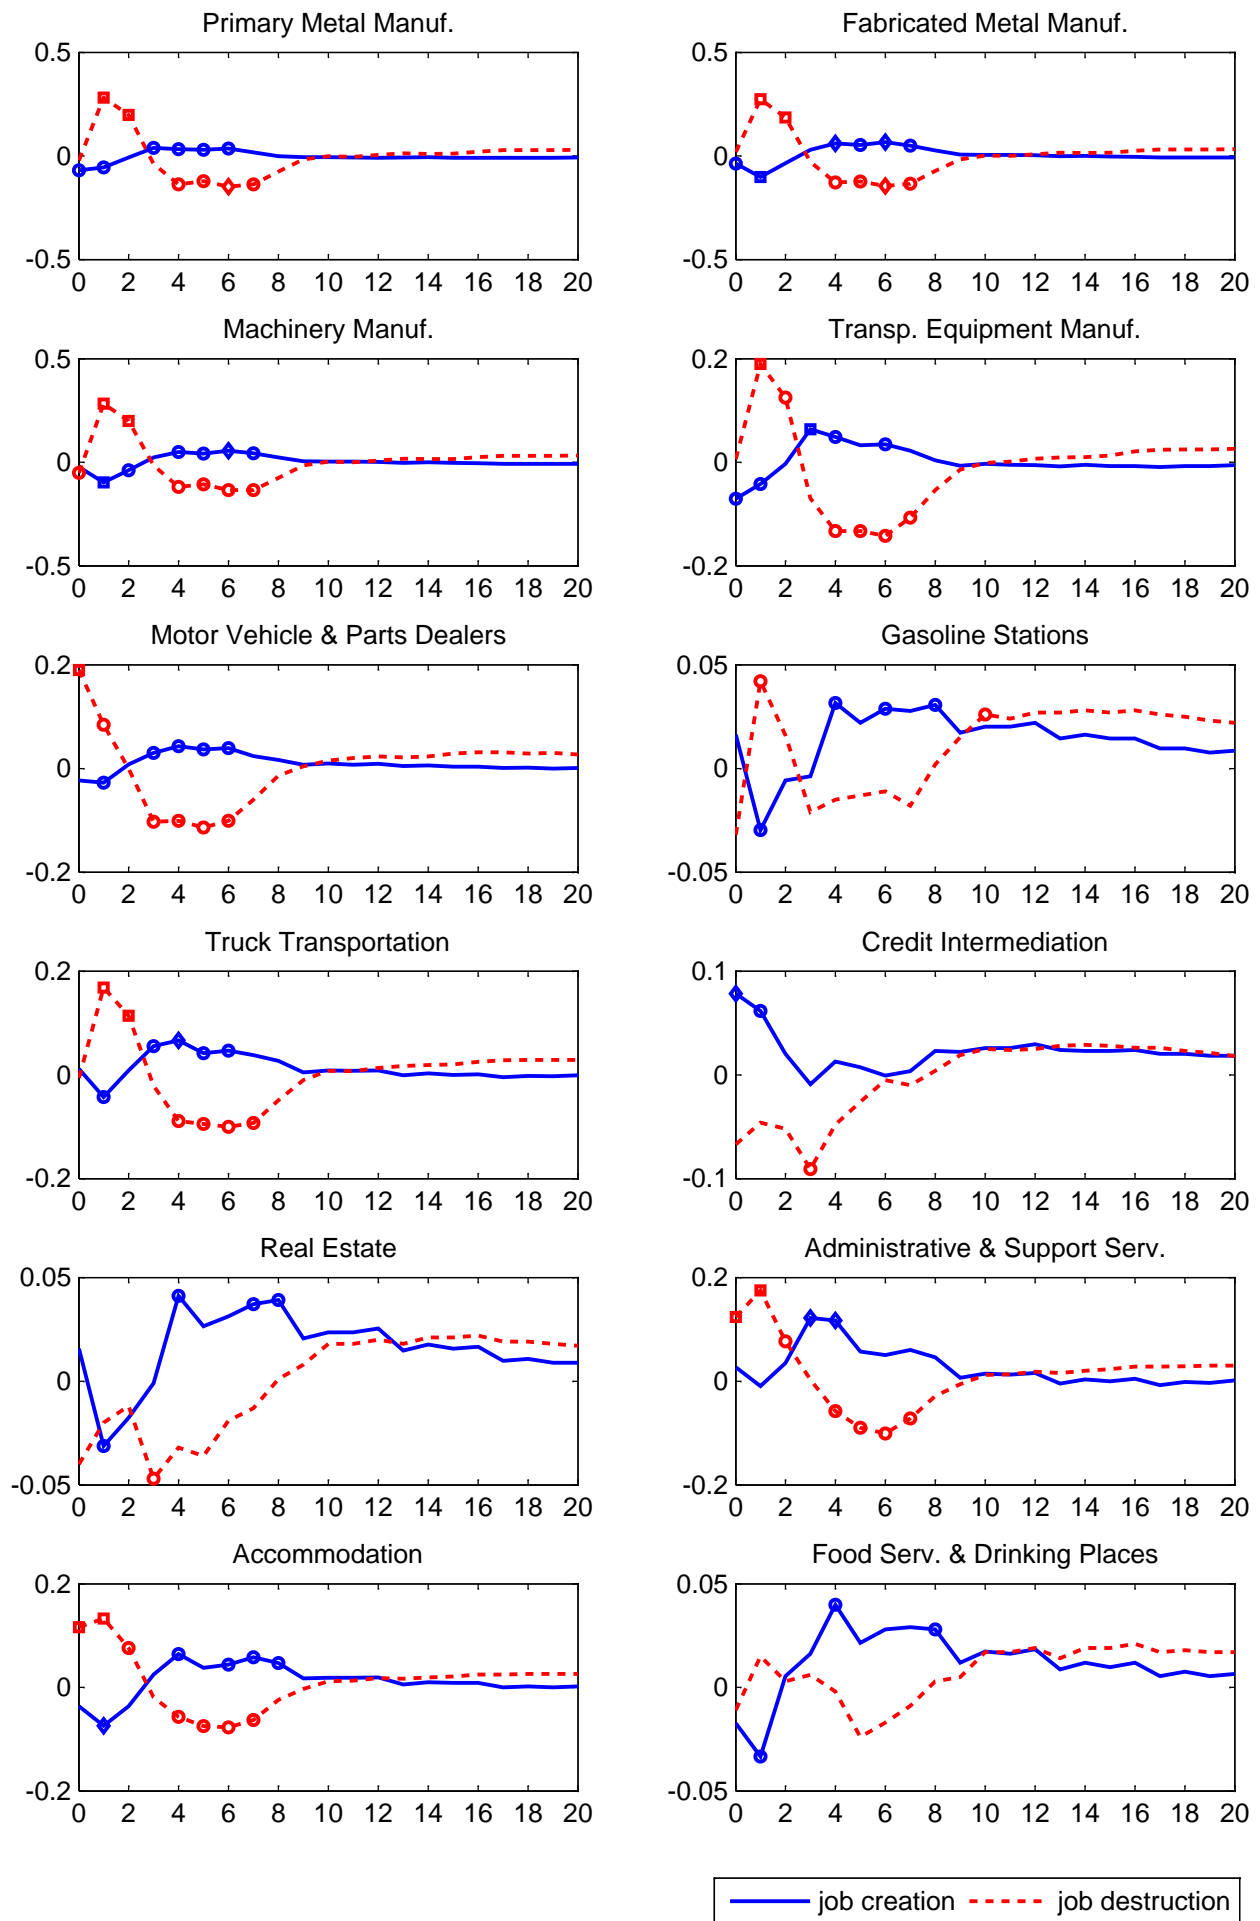 Primary Metal Manuf.
0.5
0
-0.5
0 2 4 6 8 10 12 14 16 18 20
Fabricated Metal Manuf.
0.5
0
-0.5
0 2 4 6 8 10 12 14 16 18 20
Machinery Manuf.
0.5
0
-0.5
0 2 4 6 8 10 12 14 16 18 20
Transp. Equipment Manuf.
0.2
0
-0.2
0 2 4 6 8 10 12 14 16 18 20
Motor Vehicle & Parts Dealers
0.2
0
-0.2
0 2 4 6 8 10 12 14 16 18 20
Gasoline Stations
0.05
0
-0.05
0 2 4 6 8 10 12 14 16 18 20
Truck Transportation
0.2
0
-0.2
0 2 4 6 8 10 12 14 16 18 20
Credit Intermediation
0.1
0
-0.1
0 2 4 6 8 10 12 14 16 18 20
Real Estate
0.05
0
-0.05
0 2 4 6 8 10 12 14 16 18 20
Administrative & Support Serv.
0.2
0
-0.2
0 2 4 6 8 10 12 14 16 18 20
Accommodation
0.2
0
-0.2
0 2 4 6 8 10 12 14 16 18 20
Food Serv. & Drinking Places
0.05
0
-0.05
0 2 4 6 8 10 12 14 16 18 20
job creation job destruction